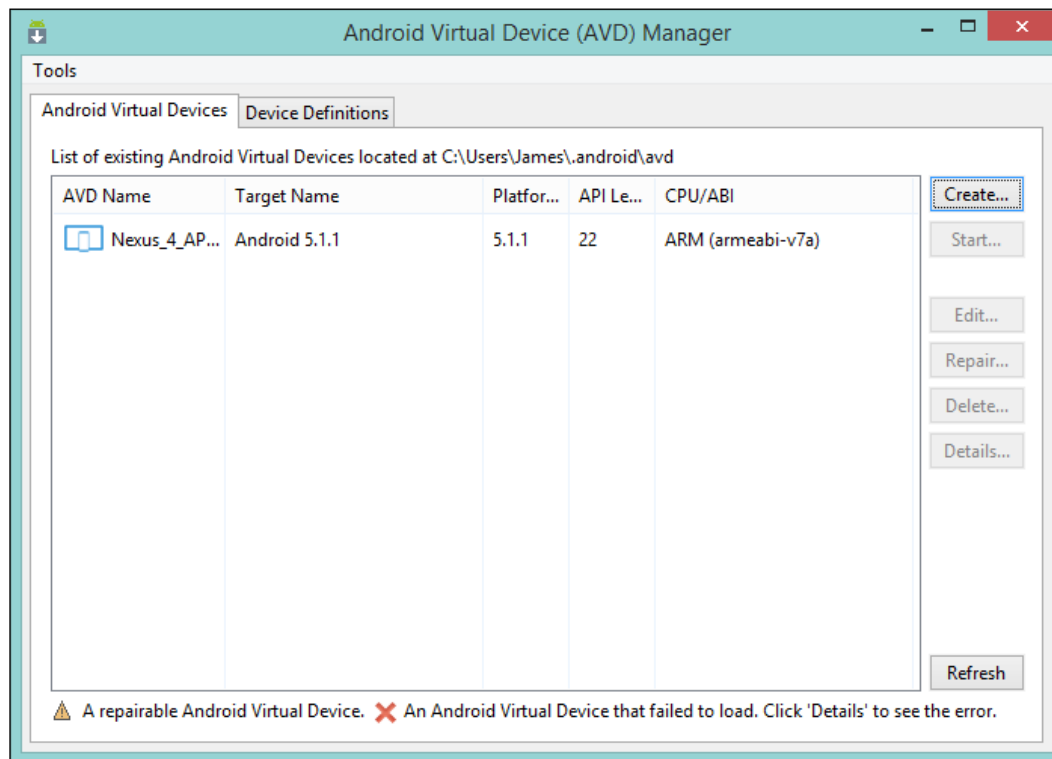 Android Virtual Device (AVD) Manager
Tools
Android Virtual Devices Device Definitions
List of existing Android Virtual Devices located at C:\Users\James\.android\avd
AVD Name Target Name Platfor... API Le... CPU/ABI Create...
Nexus_4_AP... Android 5.1.1 5.1.1 22 ARM (armeabi-v7a) Start...
Edit...
Repair...
Delete...
Details...
Refresh
A repairable Android Virtual Device. An Android Virtual Device that failed to load. Click 'Details' to see the error.